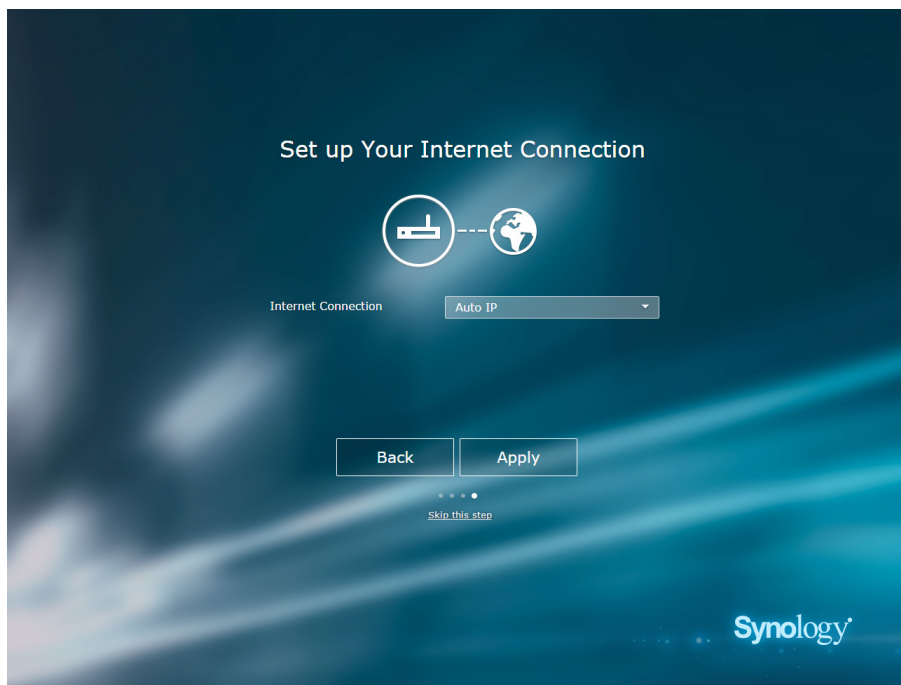 Set up Your Internet Connection
Internet Connection
Auto IP
Back
Apply
Skip this step
Synology